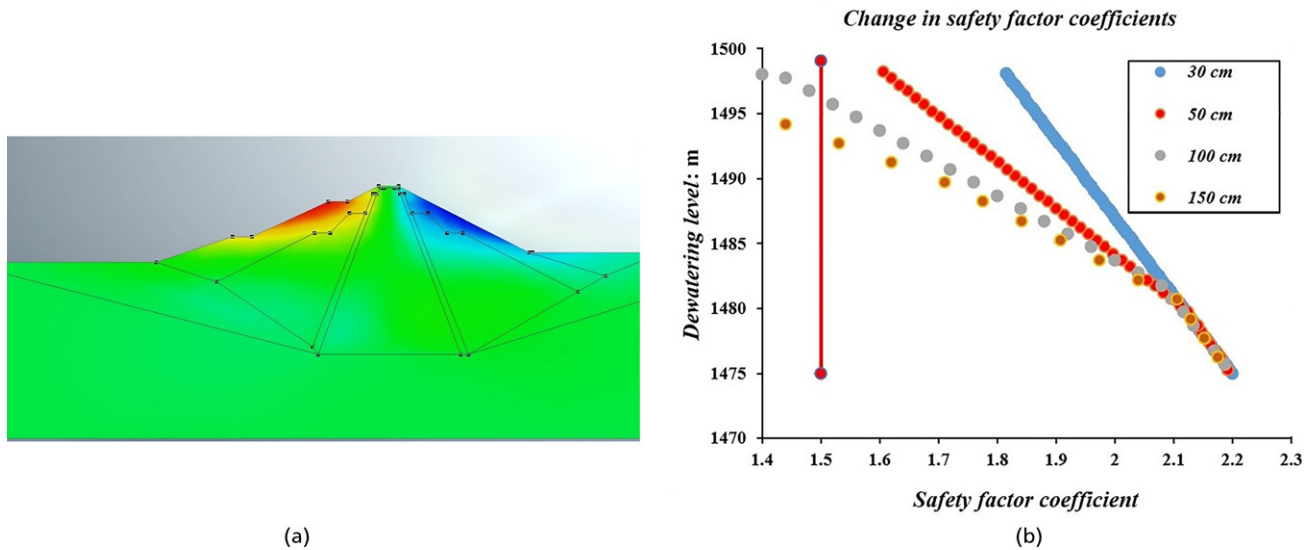 Change in safety factor coefficients
1500
1495
1490
1485
1480
1475
1470
Dewatering level: m
30 cm
50 cm
100 cm
150 cm
1.4 1.5 1.6 1.7 1.8 1.9 2 2.1 2.2 2.3
Safety factor coefficient
(a)
(b)